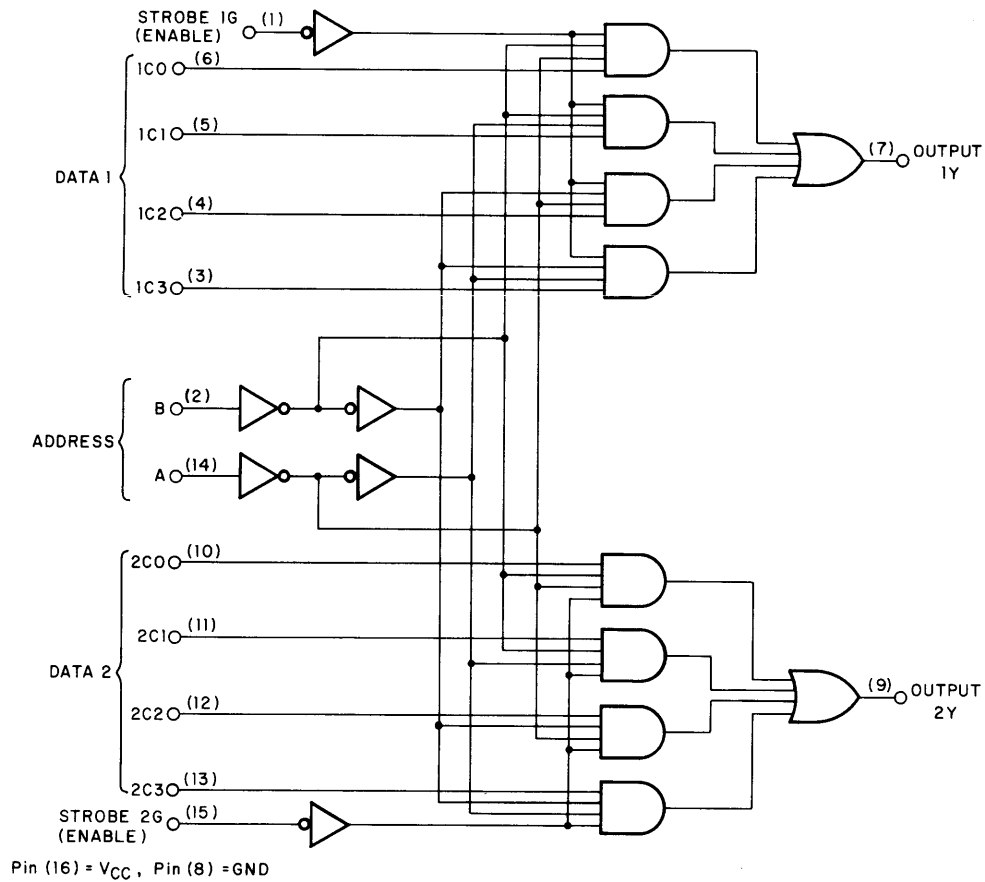 STROBE 1G (1)
(ENABLE)
1C0 (6)
1C1 (5)
DATA 1
1C2 (4)
1C3 (3)
(7) OUTPUT
1Y
B (2)
ADDRESS
A (14)
2C0 (10)
2C1 (11)
DATA 2
2C2 (12)
2C3 (13)
(9) OUTPUT
2Y
STROBE 2G (15)
(ENABLE)
Pin (16) = VCC, Pin (8) = GND